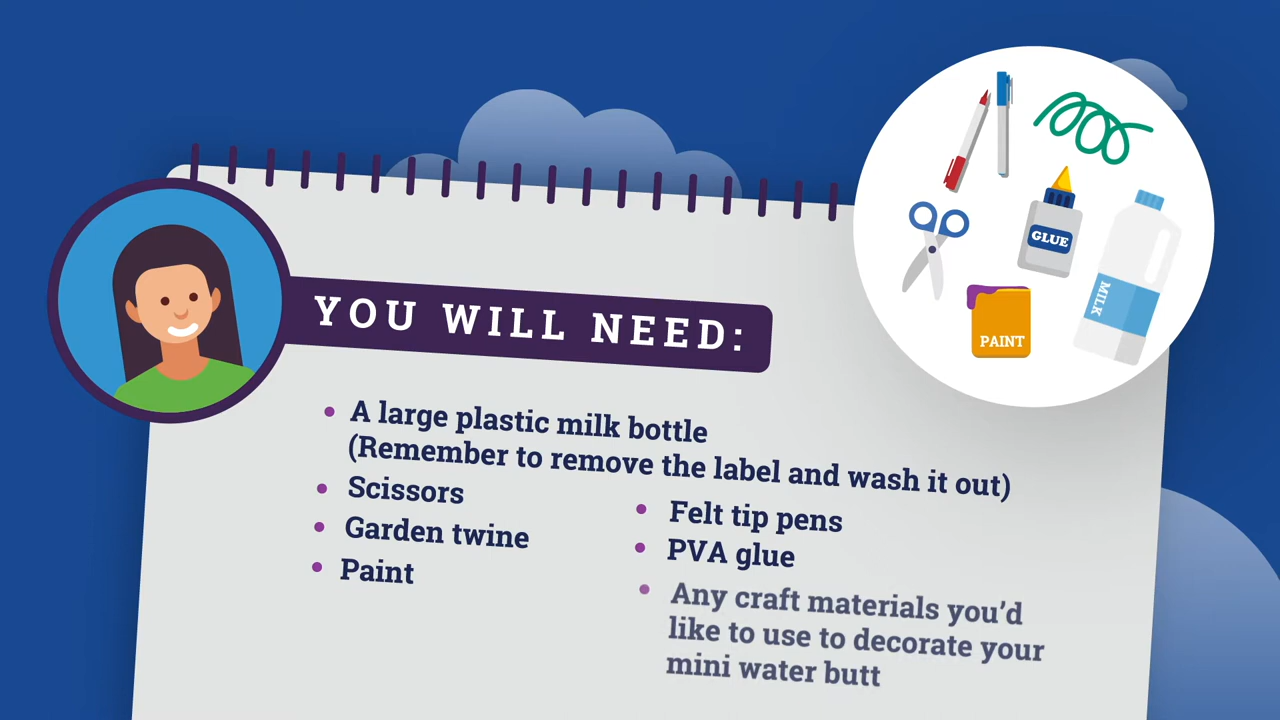 YOU WILL NEED:
GLUE
MILK
PAINT
• A large plastic milk bottle
(Remember to remove the label and wash it out)
• Scissors
• Garden twine
• Paint
• Felt tip pens
• PVA glue
• Any craft materials you’d
like to use to decorate your
mini water butt